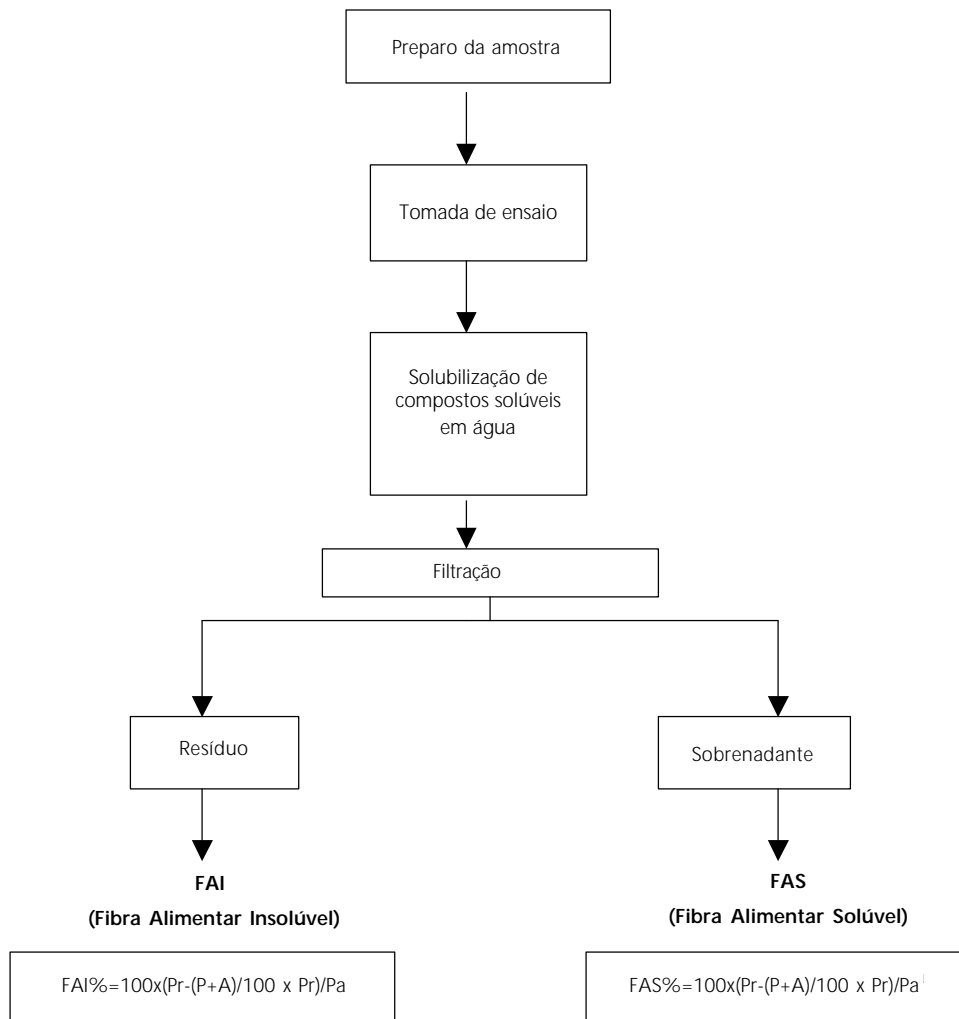 Preparo da amostra
Tomada de ensaio
Solubilização de
compostos solúveis
em água
Filtração
Resíduo
Sobrenadante
FAI
(Fibra Alimentar Insolúvel)
FAS
(Fibra Alimentar Solúvel)
FAI%=100x(Pr-(P+A)/100 x Pr)/Pa
FAS%=100x(Pr-(P+A)/100 x Pr)/Pa